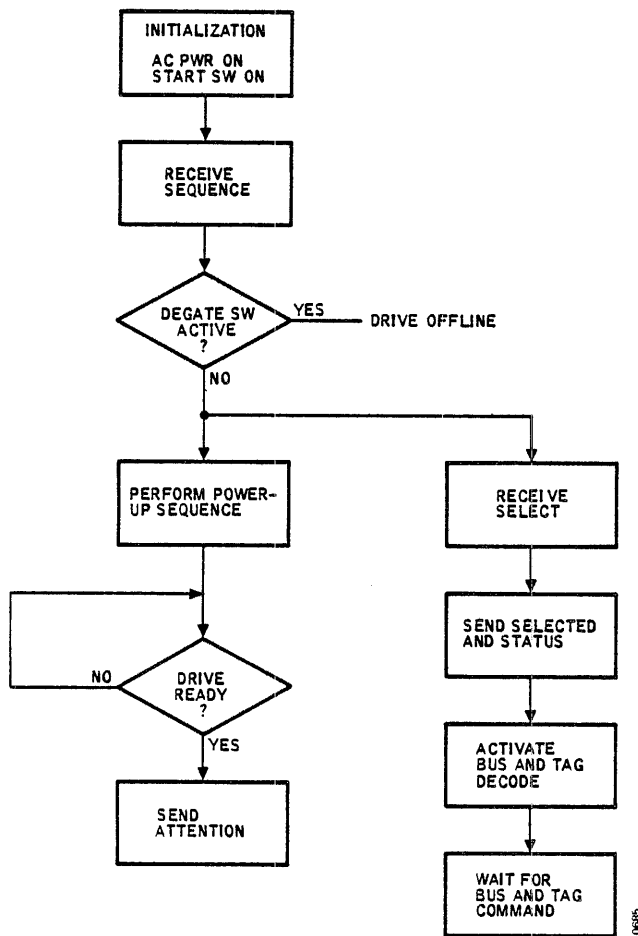 INITIALIZATION
AC PWR ON
START SW ON
RECEIVE
SEQUENCE
DEGATE SW
ACTIVE
?
YES
DRIVE OFFLINE
NO
PERFORM POWER-
UP SEQUENCE
DRIVE
READY
?
NO
YES
SEND
ATTENTION
RECEIVE
SELECT
SEND SELECTED
AND STATUS
ACTIVATE
BUS AND TAG
DECODE
WAIT FOR
BUS AND TAG
COMMAND
0685